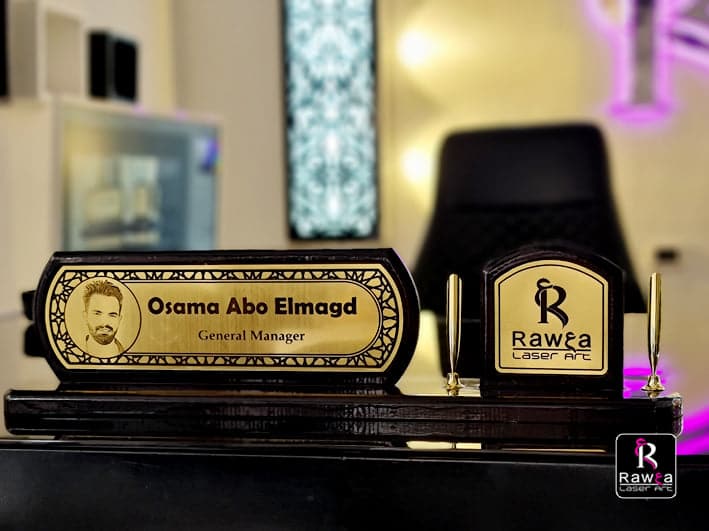 Osama Abo Elmagd
General Manager
R
Rawεa
Laser Art
R
Rawεa
Laser Art